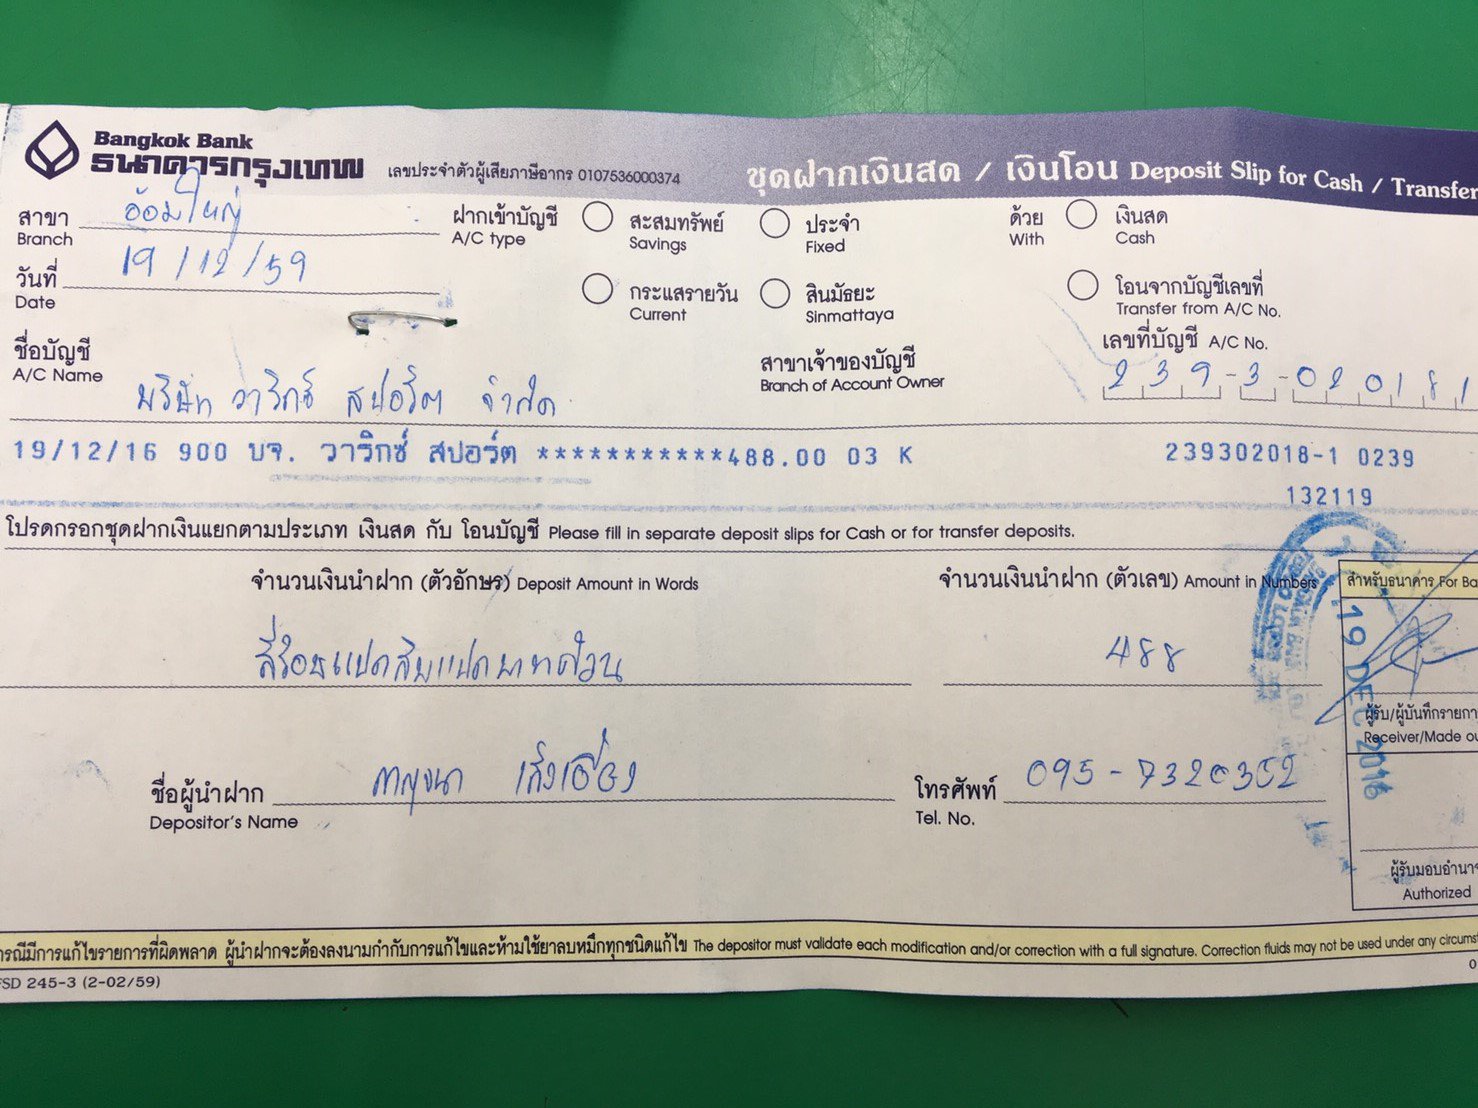 Bangkok Bank
ธนาคารกรุงเทพ
เลขประจำตัวผู้เสียภาษีอากร 0107536000374
ชุดฝากเงินสด / เงินโอน Deposit Slip for Cash / Transfer
สาขา อ้อมใหญ่
Branch
ฝากเข้าบัญชี
A/C type
สะสมทรัพย์
Savings
ประจำ
Fixed
ด้วย
With
เงินสด
Cash
วันที่ 19/12/59
Date
กระแสรายวัน
Current
สินมัธยะ
Sinmattaya
โอนจากบัญชีเลขที่
Transfer from A/C No.
ชื่อบัญชี
A/C Name
บริษัท วาริกซ์ สปอร์ต จำกัด
สาขาเจ้าของบัญชี
Branch of Account Owner
เลขที่บัญชี A/C No.
239-3-020181
19/12/16 900 บจ. วาริกซ์ สปอร์ต ***********488.00 03 K 239302018-1 0239
132119
โปรดกรอกชุดฝากเงินแยกตามประเภท เงินสด กับ โอนบัญชี Please fill in separate deposit slips for Cash or for transfer deposits.
จำนวนเงินนำฝาก (ตัวอักษร) Deposit Amount in Words
จำนวนเงินนำฝาก (ตัวเลข) Amount in Numbers
สำหรับธนาคาร For Ba
สี่ร้อยแปดสิบแปดบาทถ้วน
488
19 DEC 2016
ผู้รับ/ผู้บันทึกรายกา
Receiver/Made ou
ชื่อผู้นำฝาก กาญจนา
Depositor's Name
โทรศัพท์ 095-7320352
Tel. No.
ผู้รับมอบอำนา
Authorized
กรณีมีการแก้ไขรายการที่ผิดพลาด ผู้นำฝากจะต้องลงนามกำกับการแก้ไขและห้ามใช้ยาลบหมึกทุกชนิดแก้ไข The depositor must validate each modification and/or correction with a full signature. Correction fluids may not be used under any circumst
FSD 245-3 (2-02/59)